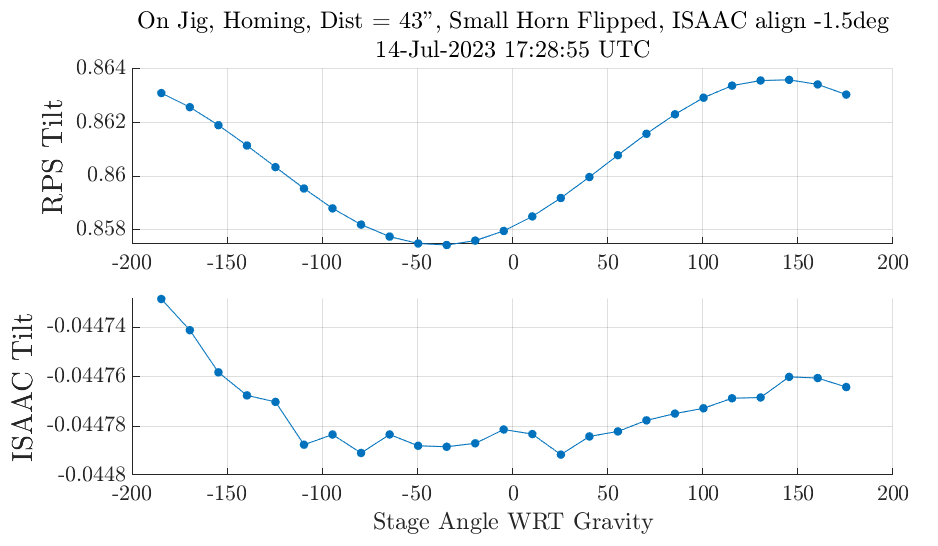 On Jig, Homing, Dist = 43”, Small Horn Flipped, ISAAC align -1.5deg
14-Jul-2023 17:28:55 UTC
RPS Tilt
0.864
0.862
0.86
0.858
-200 -150 -100 -50 0 50 100 150 200
ISAAC Tilt
-0.04474
-0.04476
-0.04478
-0.0448
-200 -150 -100 -50 0 50 100 150 200
Stage Angle WRT Gravity